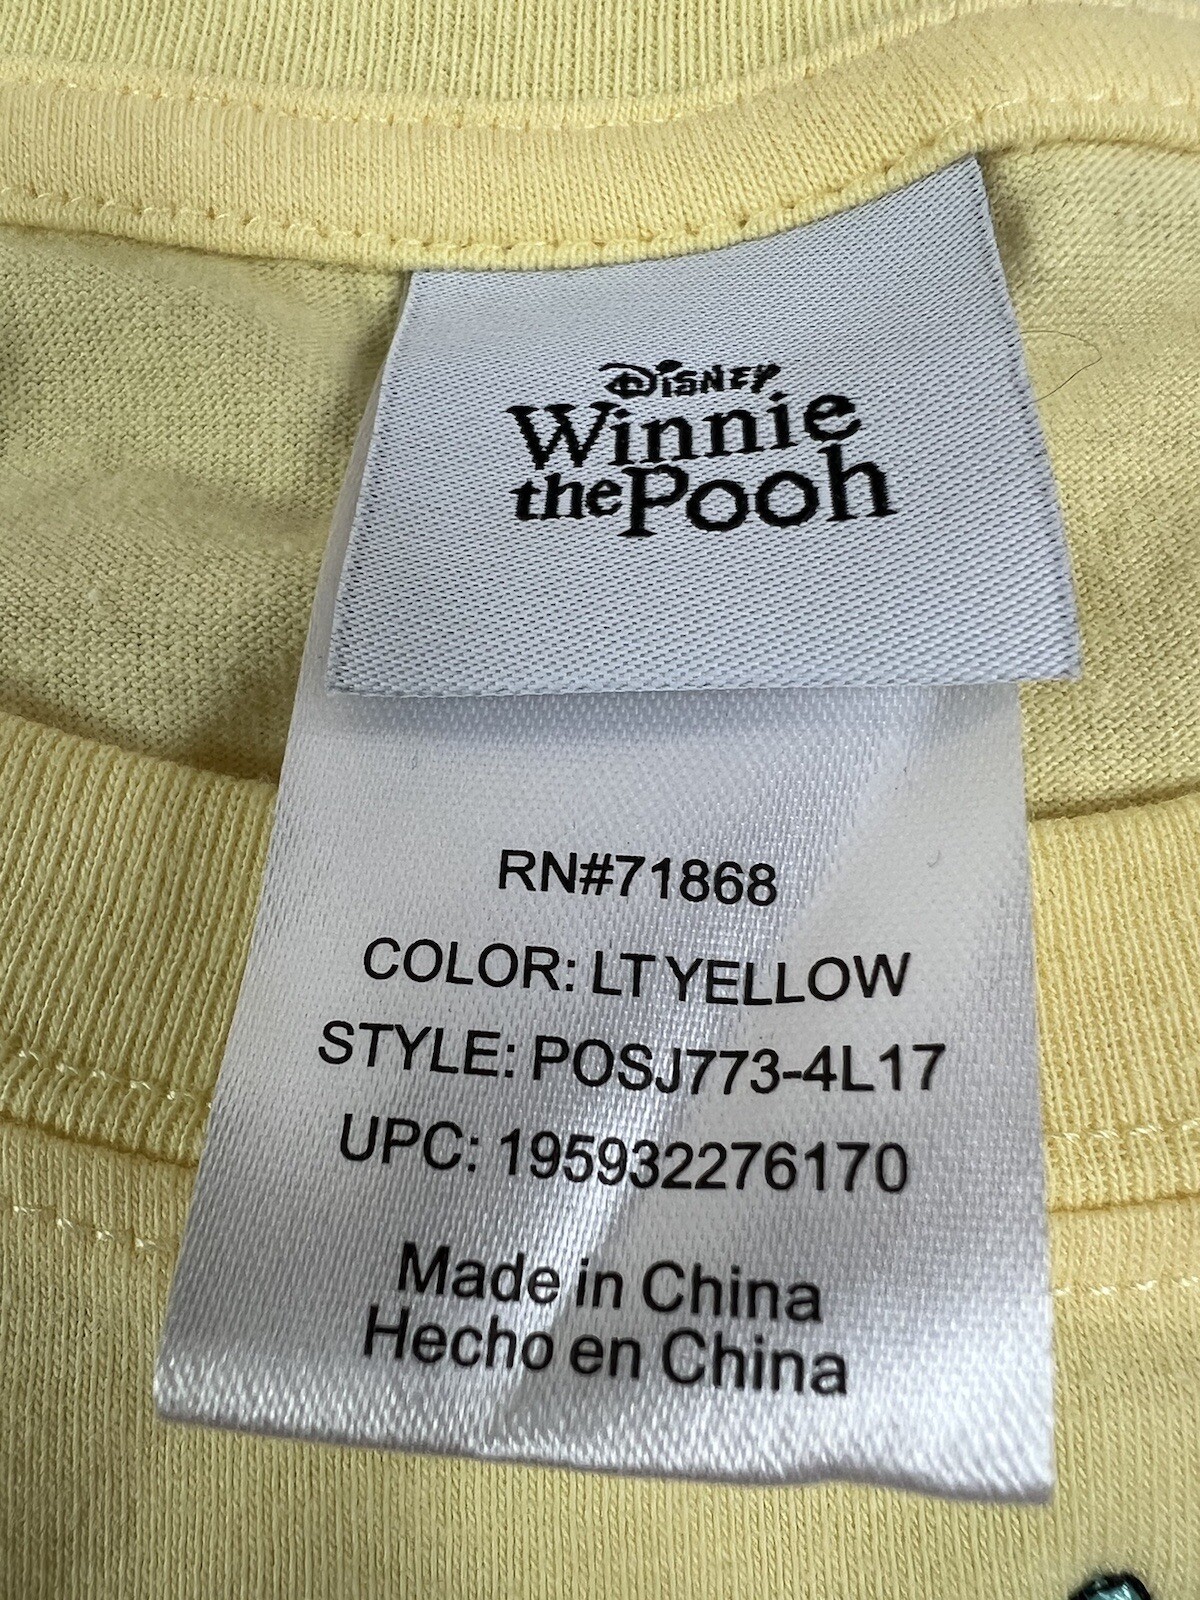 Disney
Winnie
the Pooh
RN#71868
COLOR: LT YELLOW
STYLE: POSJ773-4L17
UPC: 195932276170
Made in China
Hecho en China